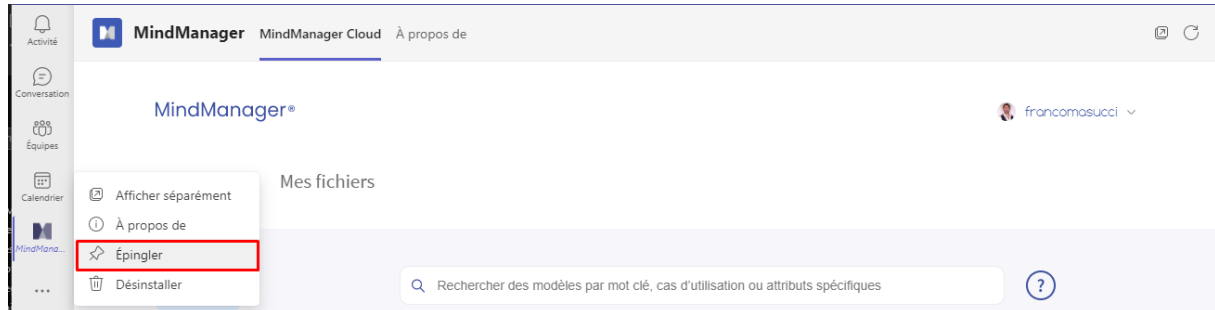 Activité
Conversation
Équipes
Calendrier
MindMana...
...
MindManager MindManager Cloud À propos de
MindManager®
francomasucci
Mes fichiers
Afficher séparément
À propos de
Épingler
Désinstaller
Rechercher des modèles par mot clé, cas d'utilisation ou attributs spécifiques
?